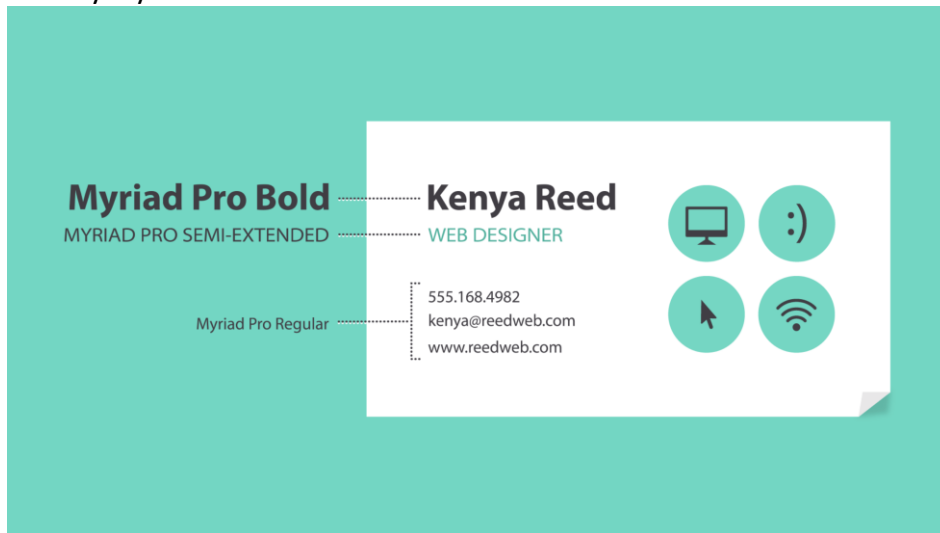 Myriad Pro Bold
MYRIAD PRO SEMI-EXTENDED
Myriad Pro Regular
Kenya Reed
WEB DESIGNER
555.168.4982
kenya@reedweb.com
www.reedweb.com
:)